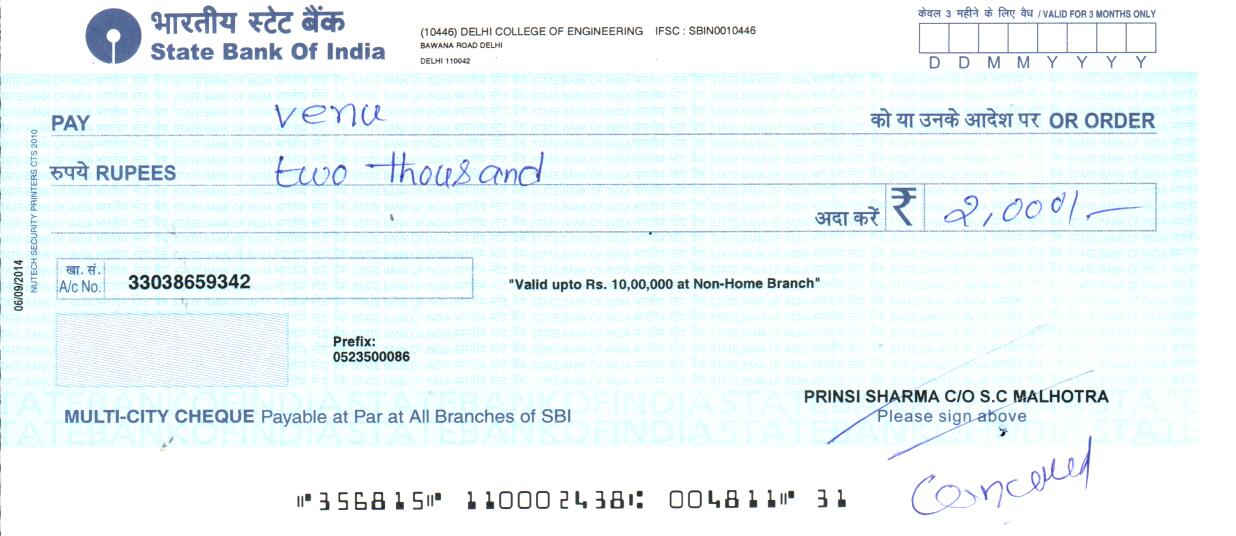 भारतीय स्टेट बैंक
State Bank Of India
(10446) DELHI COLLEGE OF ENGINEERING IFSC : SBIN0010446
BAWANA ROAD DELHI
DELHI 110042
केवल 3 महीने के लिए वैध / VALID FOR 3 MONTHS ONLY
D D M M Y Y Y Y
PAY venu को या उनके आदेश पर OR ORDER
रुपये RUPEES two thousand
अदा करें ₹ 2,000/-
खा. सं.
A/c No. 33038659342
"Valid upto Rs. 10,00,000 at Non-Home Branch"
06/09/2014
NUTECH SECURITY PRINTERS CTS 2010
Prefix:
0523500086
PRINSI SHARMA C/O S.C MALHOTRA
MULTI-CITY CHEQUE Payable at Par at All Branches of SBI
Please sign above
STATEBANKOFINDIA
⑈356815⑈ 110002438⑆ 004811⑈ 31